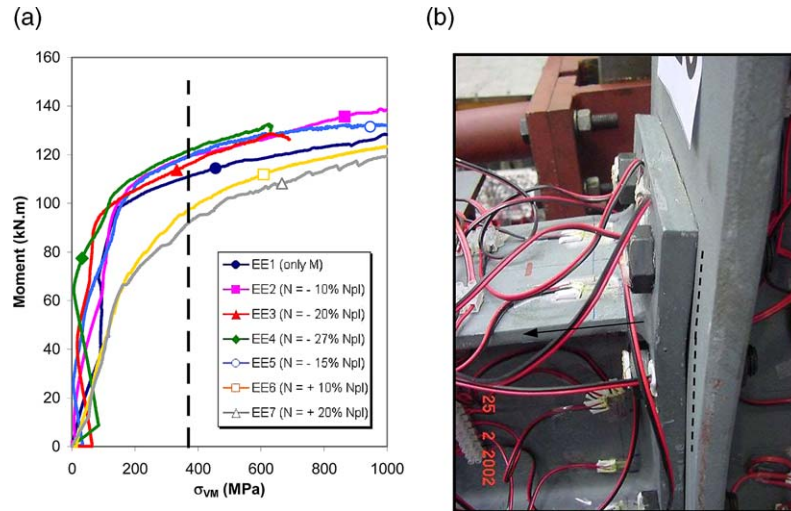 (a)
(b)
160
140
120
100
80
60
40
20
0
Moment (kN.m)
EE1 (only M)
EE2 (N = - 10% Npl)
EE3 (N = - 20% Npl)
EE4 (N = - 27% Npl)
EE5 (N = - 15% Npl)
EE6 (N = + 10% Npl)
EE7 (N = + 20% Npl)
0 200 400 600 800 1000
σVM (MPa)
25 2 2002